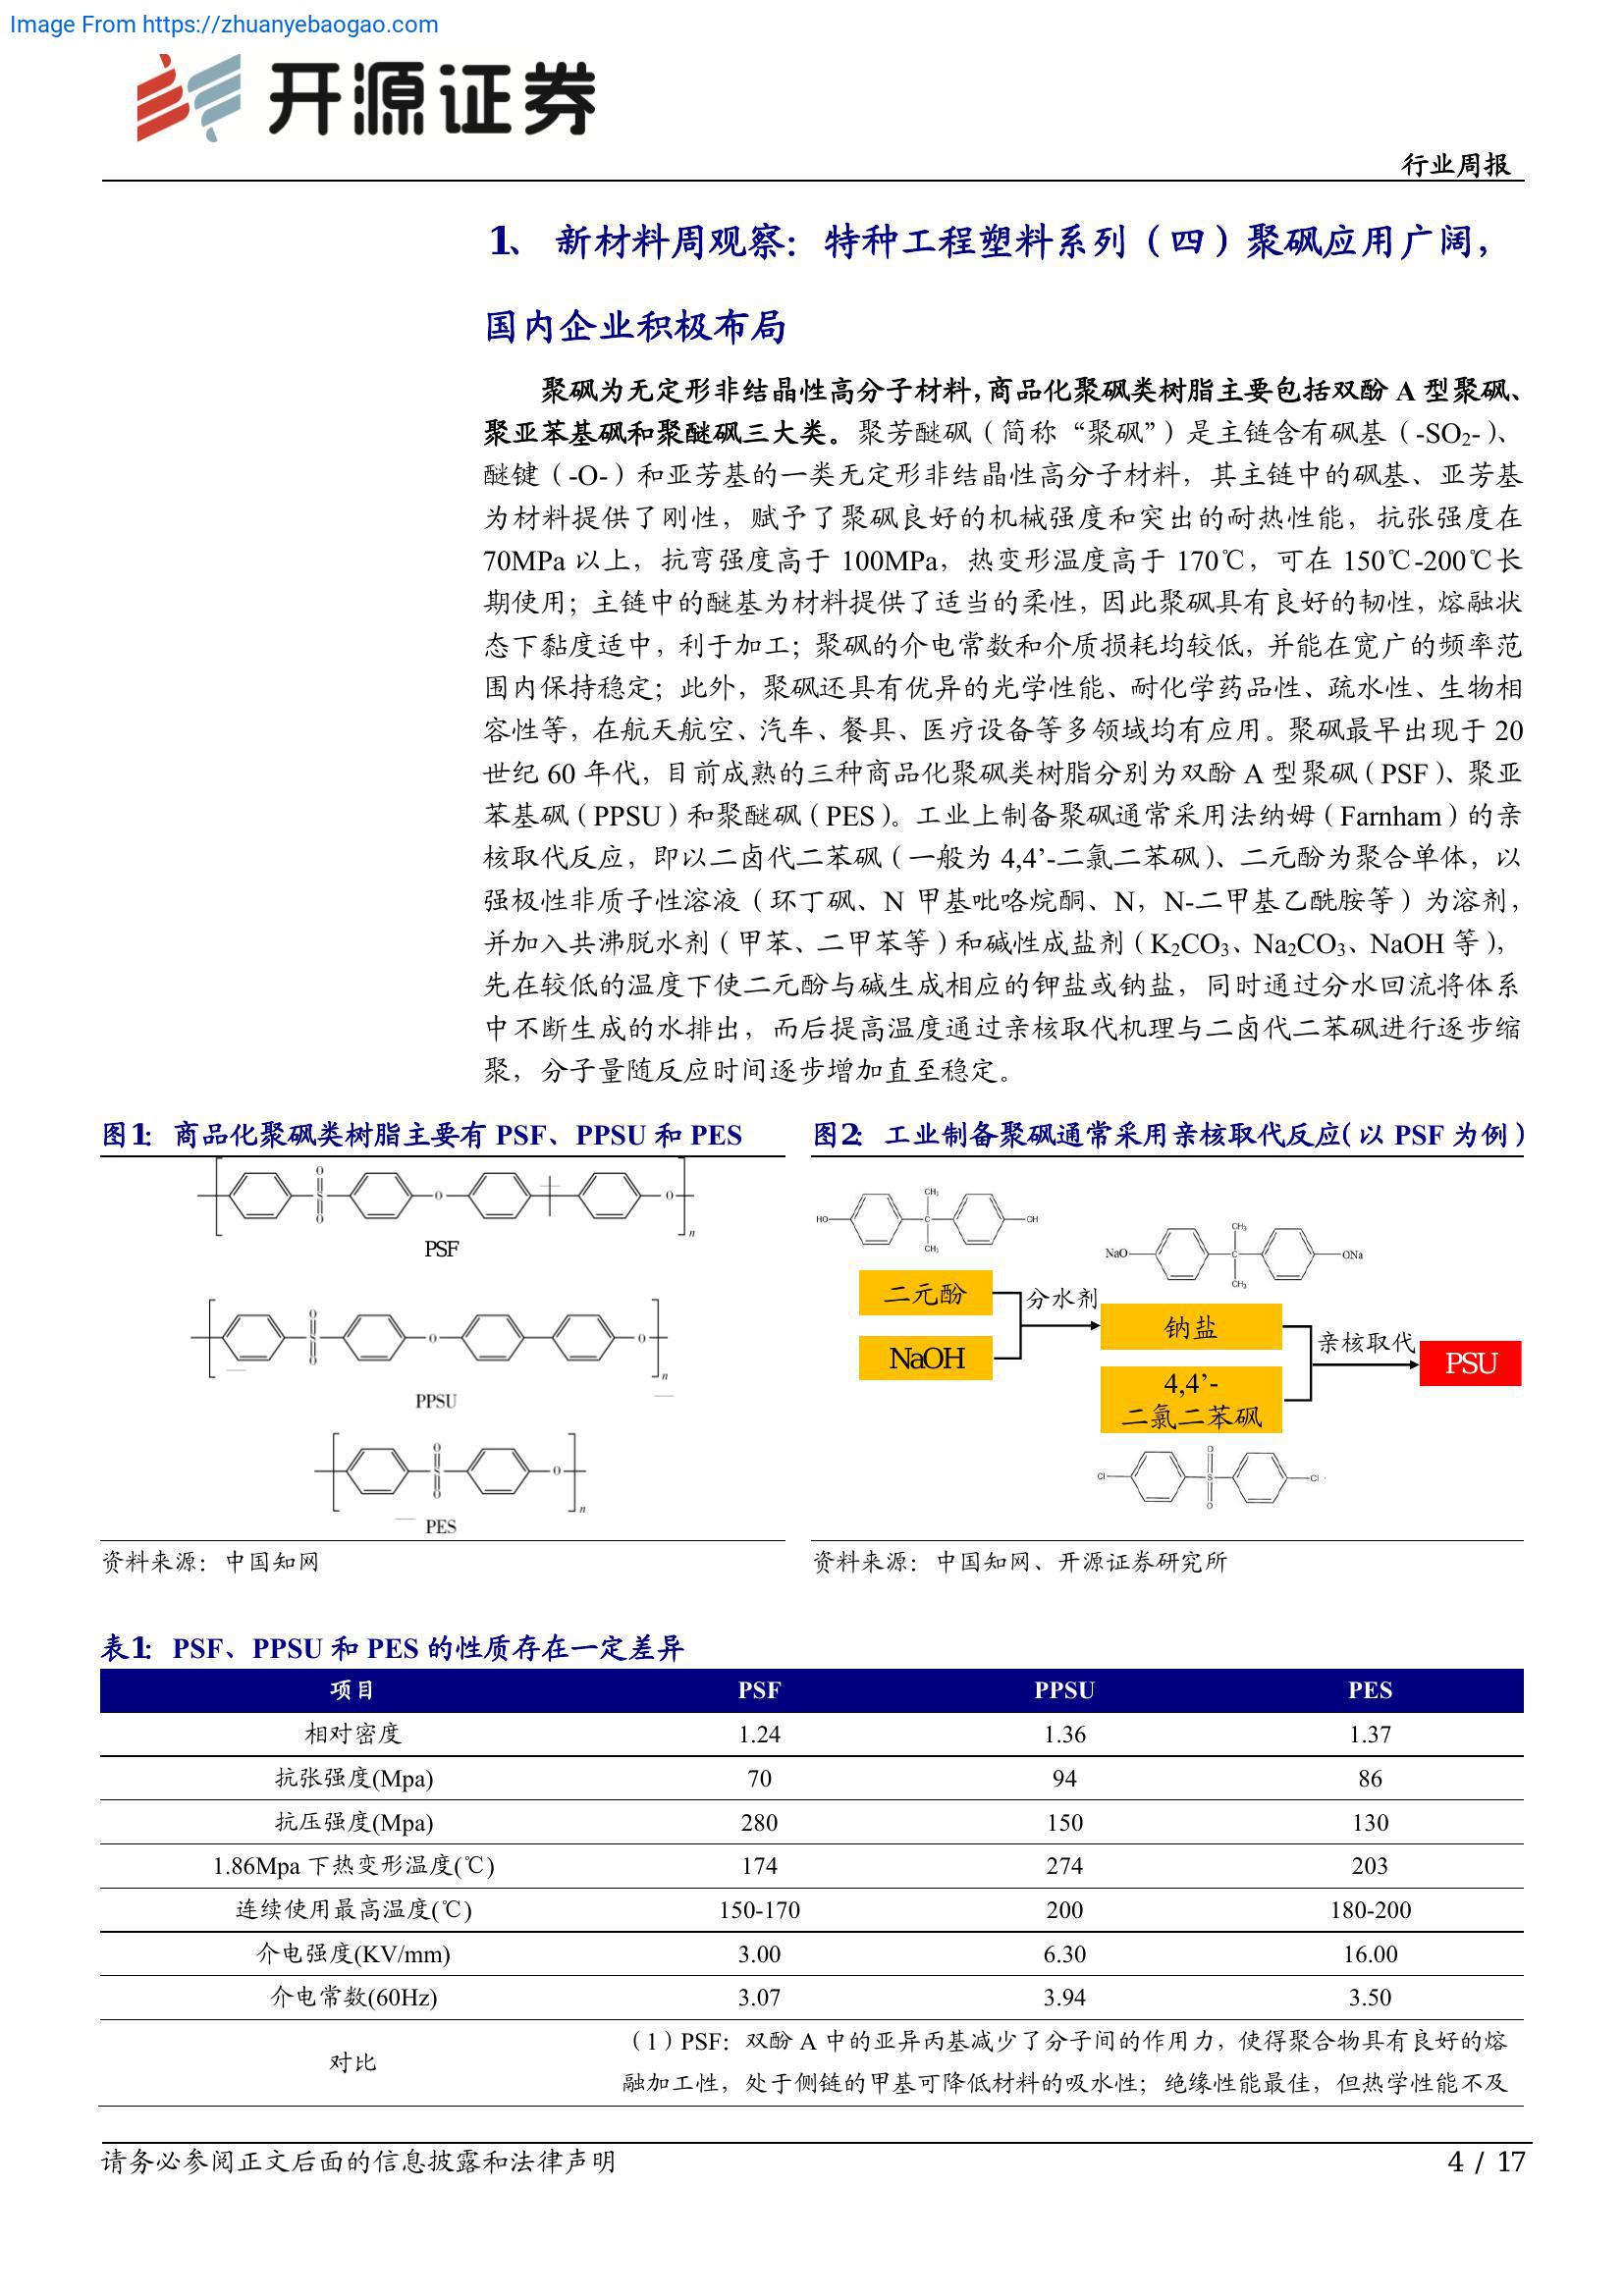 Image From https://zhuanyebaogao.com
开源证券
行业周报
1、 新材料周观察：特种工程塑料系列（四）聚砜应用广阔，
国内企业积极布局
聚砜为无定形非结晶性高分子材料，商品化聚砜类树脂主要包括双酚 A 型聚砜、
聚亚苯基砜和聚醚砜三大类。聚芳醚砜（简称“聚砜”）是主链含有砜基（-SO₂-）、
醚键（-O-）和亚芳基的一类无定形非结晶性高分子材料，其主链中的砜基、亚芳基
为材料提供了刚性，赋予了聚砜良好的机械强度和突出的耐热性能，抗张强度在
70MPa 以上，抗弯强度高于 100MPa，热变形温度高于 170℃，可在 150℃-200℃长
期使用；主链中的醚基为材料提供了适当的柔性，因此聚砜具有良好的韧性，熔融状
态下黏度适中，利于加工；聚砜的介电常数和介质损耗均较低，并能在宽广的频率范
围内保持稳定；此外，聚砜还具有优异的光学性能、耐化学药品性、疏水性、生物相
容性等，在航天航空、汽车、餐具、医疗设备等多领域均有应用。聚砜最早出现于 20
世纪 60 年代，目前成熟的三种商品化聚砜类树脂分别为双酚 A 型聚砜（PSF）、聚亚
苯基砜（PPSU）和聚醚砜（PES）。工业上制备聚砜通常采用法纳姆（Farnham）的亲
核取代反应，即以二卤代二苯砜（一般为 4,4’-二氯二苯砜）、二元酚为聚合单体，以
强极性非质子性溶液（环丁砜、N 甲基吡咯烷酮、N，N-二甲基乙酰胺等）为溶剂，
并加入共沸脱水剂（甲苯、二甲苯等）和碱性成盐剂（K₂CO₃、Na₂CO₃、NaOH 等），
先在较低的温度下使二元酚与碱生成相应的钾盐或钠盐，同时通过分水回流将体系
中不断生成的水排出，而后提高温度通过亲核取代机理与二卤代二苯砜进行逐步缩
聚，分子量随反应时间逐步增加直至稳定。
图1：商品化聚砜类树脂主要有 PSF、PPSU 和 PES
O
S
O
O
O
n
PSF
O
S
O
O
O
n
PPSU
O
S
O
O
n
PES
资料来源：中国知网
图2：工业制备聚砜通常采用亲核取代反应（以 PSF 为例）
CH₃
HO C OH
CH₃
CH₃
NaO C ONa
CH₃
二元酚
分水剂
NaOH
钠盐
亲核取代
PSU
4,4’-
二氯二苯砜
O
Cl S Cl
O
资料来源：中国知网、开源证券研究所
表1：PSF、PPSU 和 PES 的性质存在一定差异
项目 PSF PPSU PES
相对密度 1.24 1.36 1.37
抗张强度(Mpa) 70 94 86
抗压强度(Mpa) 280 150 130
1.86Mpa 下热变形温度(℃) 174 274 203
连续使用最高温度(℃) 150-170 200 180-200
介电强度(KV/mm) 3.00 6.30 16.00
介电常数(60Hz) 3.07 3.94 3.50
对比
（1）PSF：双酚 A 中的亚异丙基减少了分子间的作用力，使得聚合物具有良好的熔
融加工性，处于侧链的甲基可降低材料的吸水性；绝缘性能最佳，但热学性能不及
请务必参阅正文后面的信息披露和法律声明
4 / 17